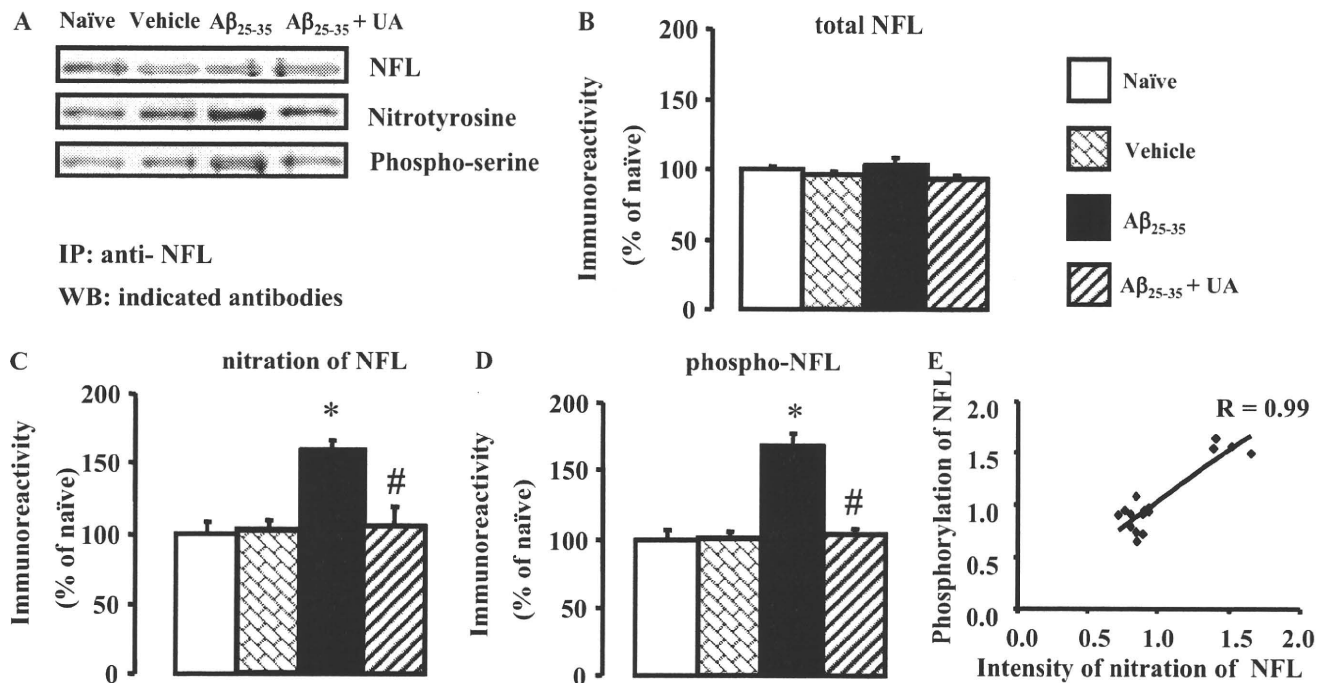 A
Naïve Vehicle Aβ25-35 Aβ25-35 + UA
NFL
Nitrotyrosine
Phospho-serine
IP: anti- NFL
WB: indicated antibodies
B
total NFL
Immunoreactivity
(% of naïve)
200
150
100
50
0
Naïve
Vehicle
Aβ25-35
Aβ25-35 + UA
C
nitration of NFL
Immunoreactivity
(% of naïve)
200
150
100
50
0
*
#
D
phospho-NFL
Immunoreactivity
(% of naïve)
200
150
100
50
0
*
#
E
Phosphorylation of NFL
2.0
1.5
1.0
0.5
0.0
R = 0.99
0.0 0.5 1.0 1.5 2.0
Intensity of nitration of NFL